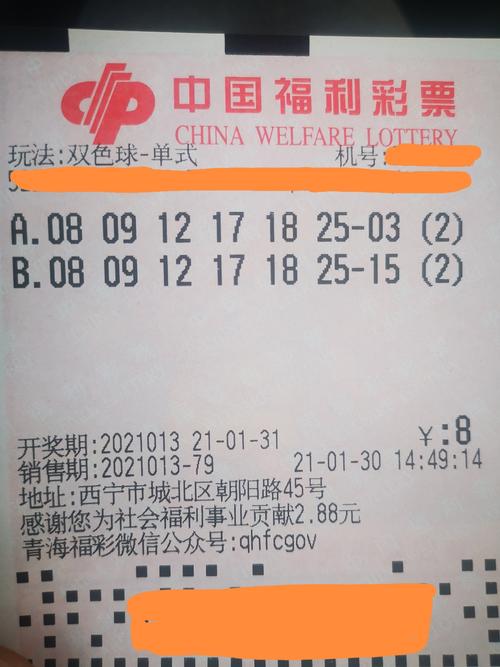 中国福利彩票
CHINA WELFARE LOTTERY
玩法:双色球-单式 机号:
A.08 09 12 17 18 25-03 (2)
B.08 09 12 17 18 25-15 (2)
开奖期:2021013 21-01-31 ¥:8
销售期:2021013-79 21-01-30 14:49:14
地址:西宁市城北区朝阳路45号
感谢您为社会福利事业贡献2.88元
青海福彩微信公众号:qhfcgov